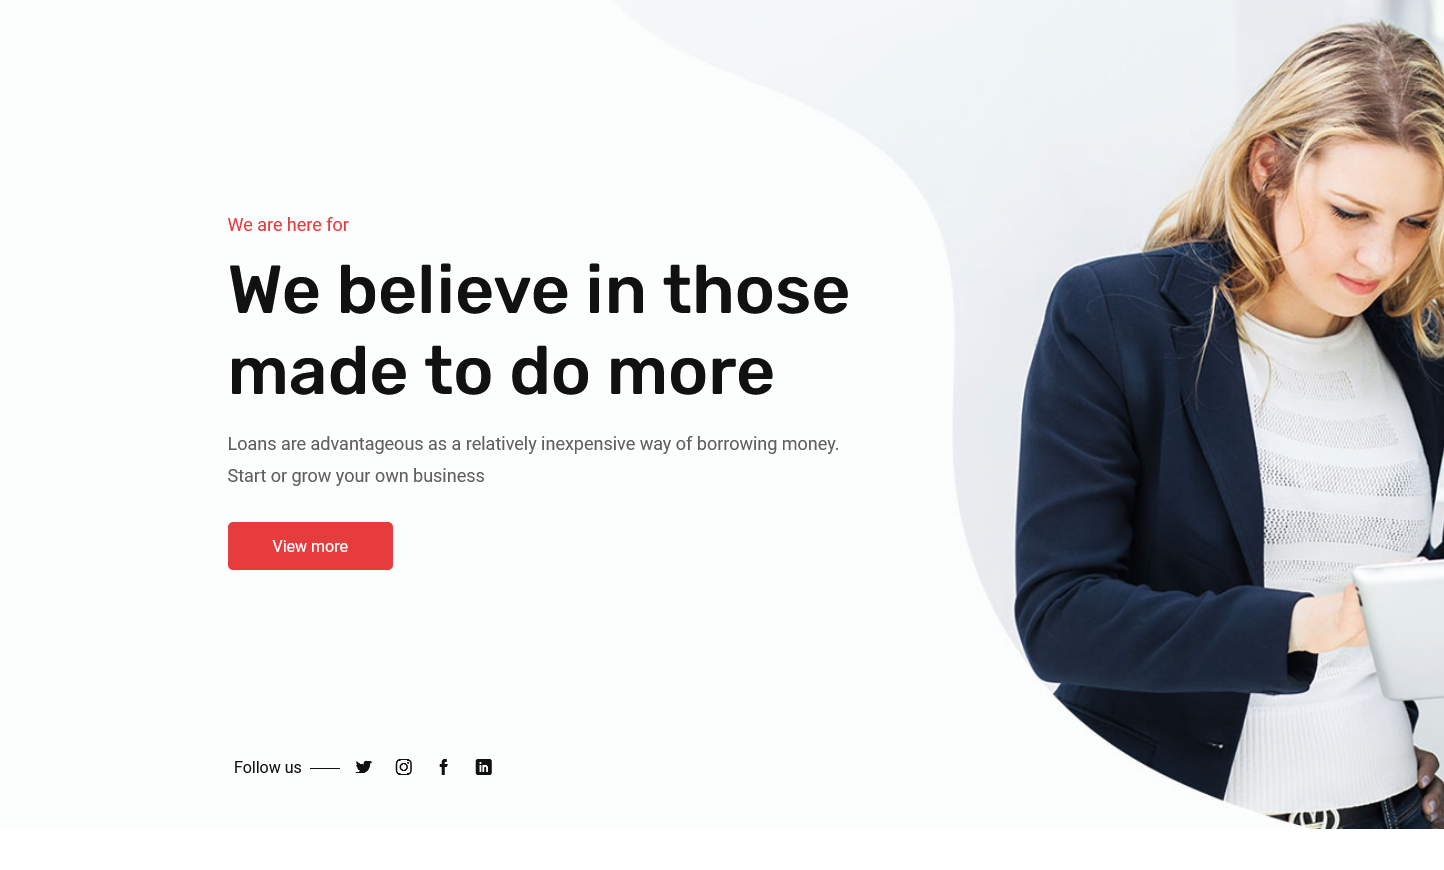 We are here for
We believe in those
made to do more
Loans are advantageous as a relatively inexpensive way of borrowing money.
Start or grow your own business
View more
Follow us